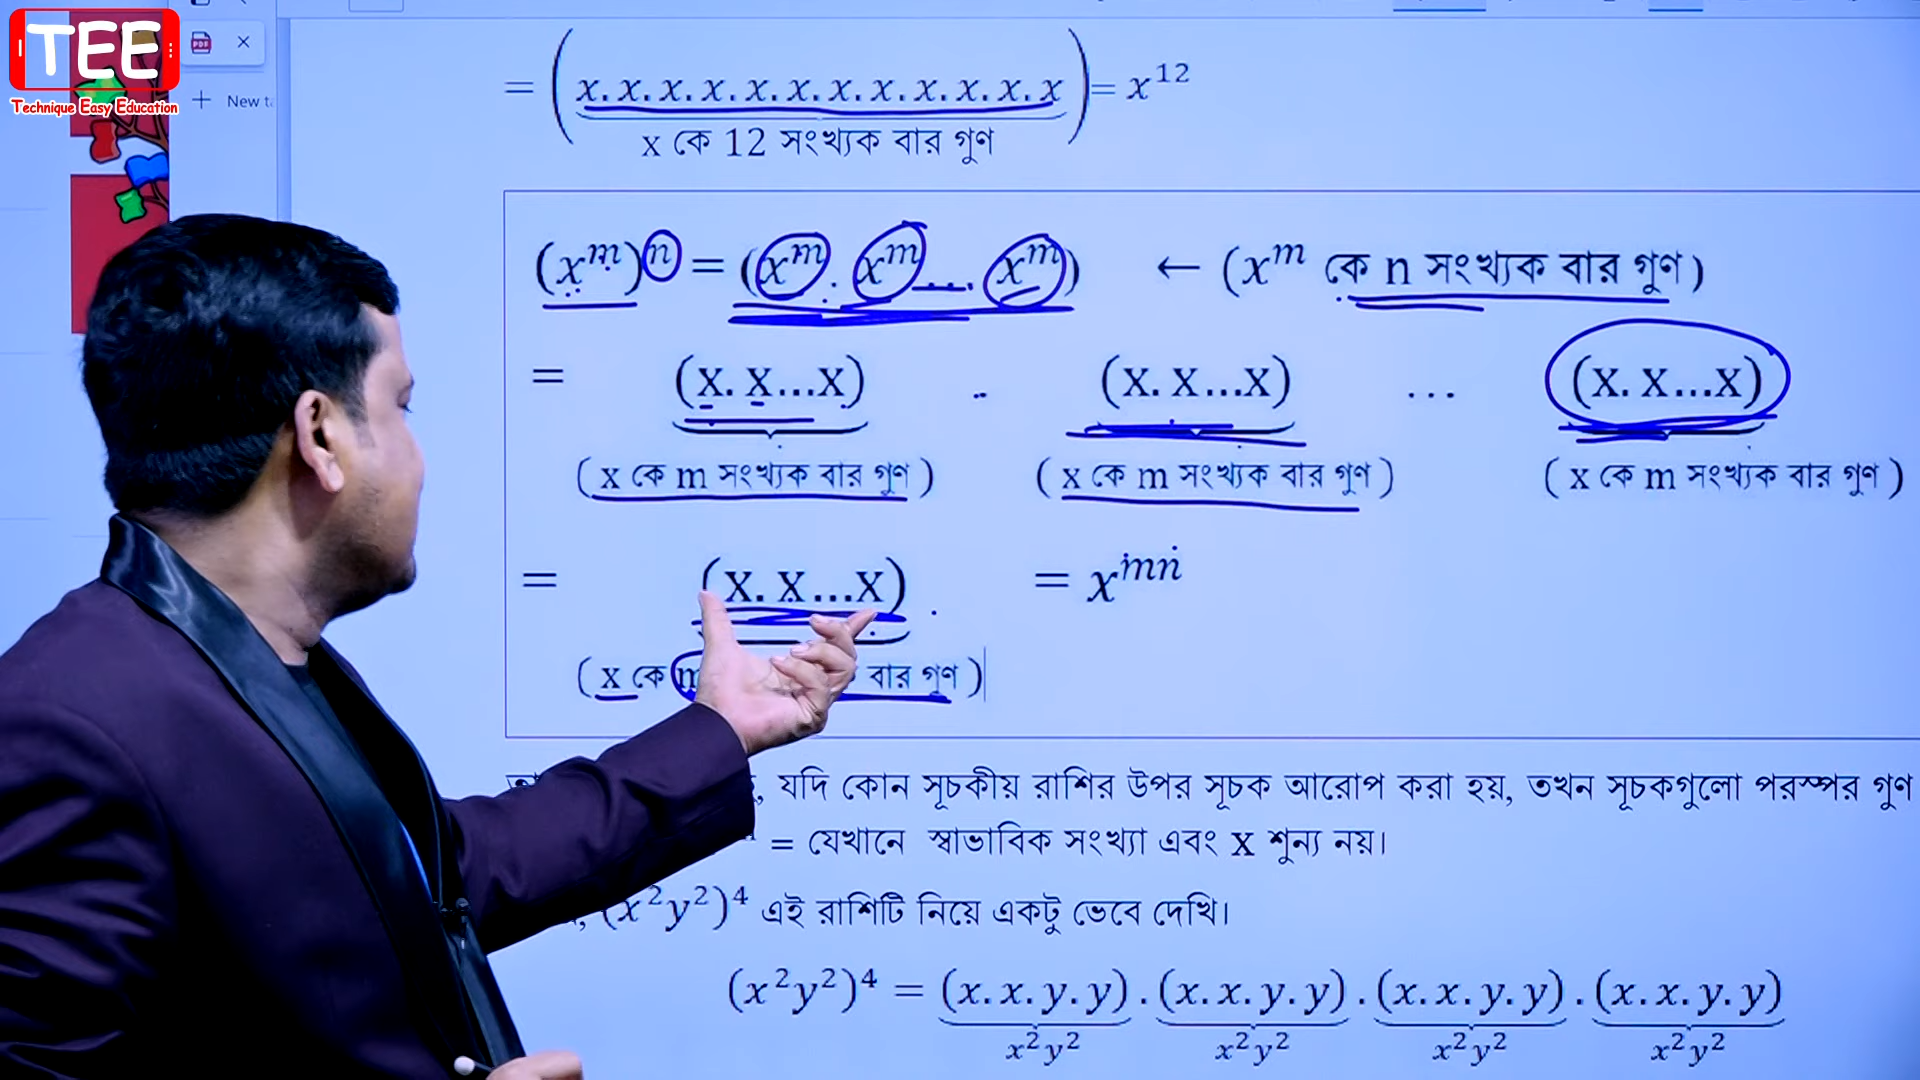 TEE
Technique Easy Education
New t
= (x.x.x.x.x.x.x.x.x.x.x.x) = x¹²
x কে 12 সংখ্যক বার গুণ
(xᵐ)ⁿ = (xᵐ. xᵐ.... xᵐ) ← (xᵐ কে n সংখ্যক বার গুণ)
= (x. x...x) .. (x. x...x) ... (x. x...x)
( x কে m সংখ্যক বার গুণ ) ( x কে m সংখ্যক বার গুণ ) ( x কে m সংখ্যক বার গুণ )
= (x. x...x) . = xᵐⁿ
( x কে m বার গুণ )
যদি কোন সূচকীয় রাশির উপর সূচক আরোপ করা হয়, তখন সূচকগুলো পরস্পর গুণ
= যেখানে স্বাভাবিক সংখ্যা এবং x শুন্য নয়।
(x²y²)⁴ এই রাশিটি নিয়ে একটু ভেবে দেখি।
(x²y²)⁴ = (x.x.y.y).(x.x.y.y).(x.x.y.y).(x.x.y.y)
x²y² x²y² x²y² x²y²